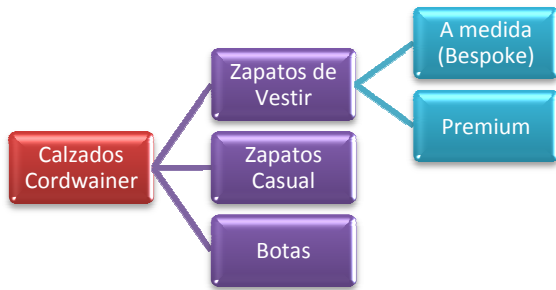 Calzados
Cordwainer
Zapatos de
Vestir
A medida
(Bespoke)
Premium
Zapatos
Casual
Botas